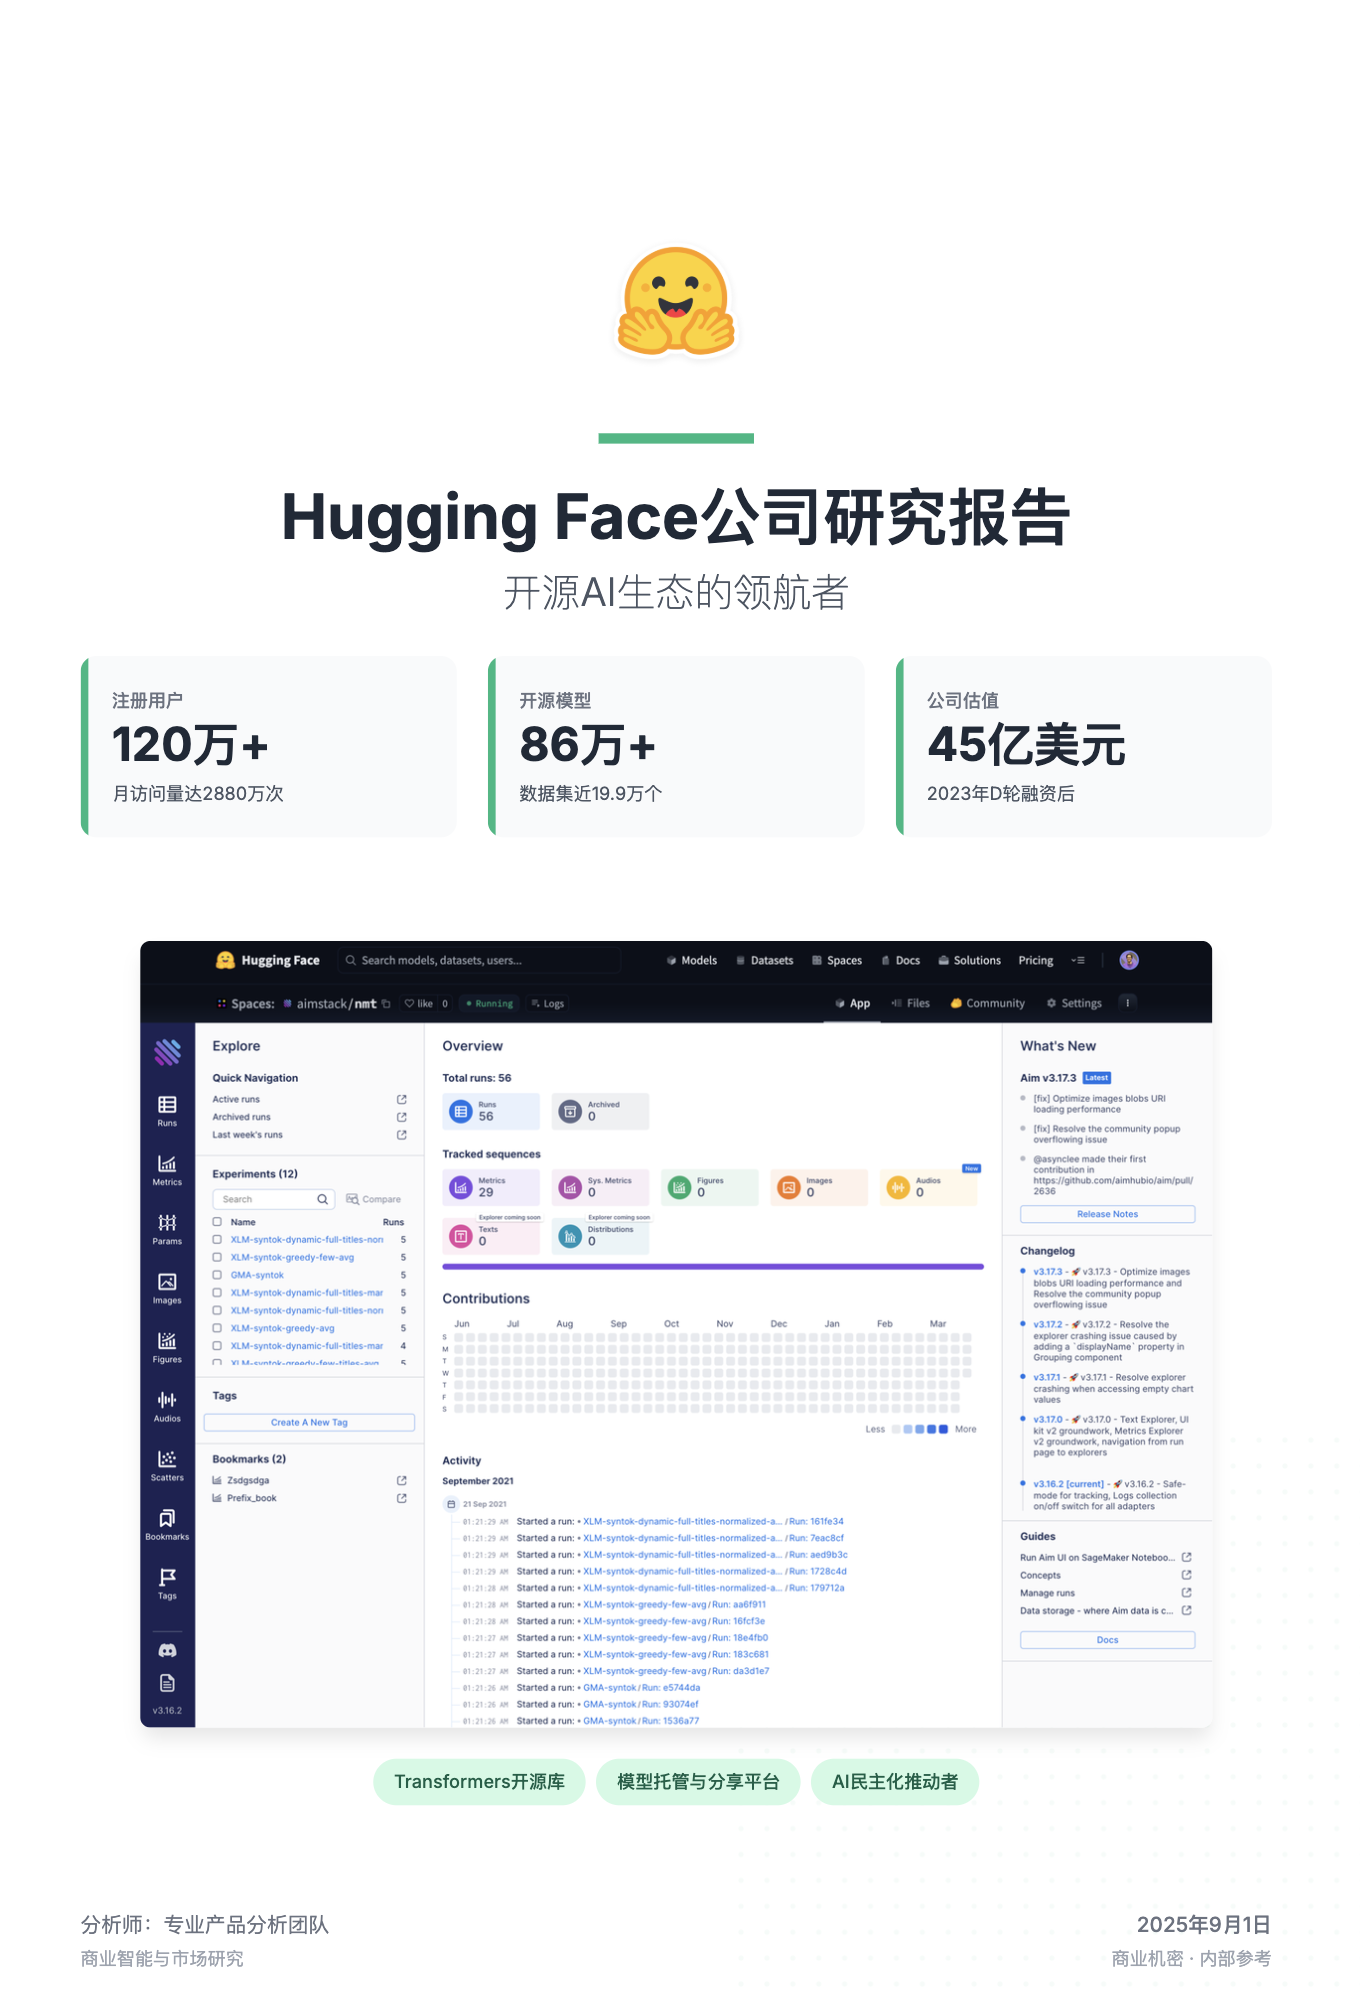 Hugging Face公司研究报告
开源AI生态的领航者
注册用户
120万+
月访问量达2880万次
开源模型
86万+
数据集近19.9万个
公司估值
45亿美元
2023年D轮融资后
Hugging Face
Search models, datasets, users...
Models
Datasets
Spaces
Docs
Solutions
Pricing
Spaces: aimstack/nmt
like 0
Running
Logs
App
Files
Community
Settings
Runs
Metrics
Params
Images
Figures
Audios
Scatters
Bookmarks
Tags
v3.16.2
Explore
Quick Navigation
Active runs
Archived runs
Last week's runs
Experiments (12)
Search
Compare
Name Runs
XLM-syntok-dynamic-full-titles-nor 5
XLM-syntok-greedy-few-avg 5
GMA-syntok 5
XLM-syntok-dynamic-full-titles-mar 5
XLM-syntok-dynamic-full-titles-nor 5
XLM-syntok-greedy-avg 5
XLM-syntok-dynamic-full-titles-mar 4
XLM-syntok-greedy-few-titles-avg 5
Tags
Create A New Tag
Bookmarks (2)
Zsdgsdga
Prefix_book
Overview
Total runs: 56
Runs
56
Archived
0
Tracked sequences
Metrics
29
Sys. Metrics
0
Figures
0
Images
0
New
Audios
0
Explorer coming soon
Texts
0
Explorer coming soon
Distributions
0
Contributions
Jun Jul Aug Sep Oct Nov Dec Jan Feb Mar
S
M
T
W
T
F
S
Less More
Activity
September 2021
21 Sep 2021
01:21:29 AM Started a run: • XLM-syntok-dynamic-full-titles-normalized-a... / Run: 161fe34
01:21:29 AM Started a run: • XLM-syntok-dynamic-full-titles-normalized-a... / Run: 7eac8cf
01:21:29 AM Started a run: • XLM-syntok-dynamic-full-titles-normalized-a... / Run: aed9b3c
01:21:29 AM Started a run: • XLM-syntok-dynamic-full-titles-normalized-a... / Run: 1728c4d
01:21:28 AM Started a run: • XLM-syntok-dynamic-full-titles-normalized-a... / Run: 179712a
01:21:28 AM Started a run: • XLM-syntok-greedy-few-avg / Run: aa6f911
01:21:28 AM Started a run: • XLM-syntok-greedy-few-avg / Run: 16fcf3e
01:21:27 AM Started a run: • XLM-syntok-greedy-few-avg / Run: 18e4fb0
01:21:27 AM Started a run: • XLM-syntok-greedy-few-avg / Run: 183c681
01:21:27 AM Started a run: • XLM-syntok-greedy-few-avg / Run: da3d1e7
01:21:26 AM Started a run: • GMA-syntok / Run: e5744da
01:21:26 AM Started a run: • GMA-syntok / Run: 93074ef
01:21:26 AM Started a run: • GMA-syntok / Run: 1536a77
What's New
Aim v3.17.3 Latest
[fix] Optimize images blobs URI
loading performance
[fix] Resolve the community popup
overflowing issue
@asynclee made their first
contribution in
https://github.com/aimhubio/aim/pull/
2636
Release Notes
Changelog
v3.17.3 - 🚀 v3.17.3 - Optimize images
blobs URI loading performance and
Resolve the community popup
overflowing issue
v3.17.2 - 🚀 v3.17.2 - Resolve the
explorer crashing issue caused by
adding a `displayName` property in
Grouping component
v3.17.1 - 🚀 v3.17.1 - Resolve explorer
crashing when accessing empty chart
values
v3.17.0 - 🚀 v3.17.0 - Text Explorer, UI
kit v2 groundwork, Metrics Explorer
v2 groundwork, navigation from run
page to explorers
v3.16.2 [current] - 🚀 v3.16.2 - Safe-
mode for tracking, Logs collection
on/off switch for all adapters
Guides
Run Aim UI on SageMaker Noteboo...
Concepts
Manage runs
Data storage - where Aim data is c...
Docs
Transformers开源库
模型托管与分享平台
AI民主化推动者
分析师：专业产品分析团队
商业智能与市场研究
2025年9月1日
商业机密 · 内部参考